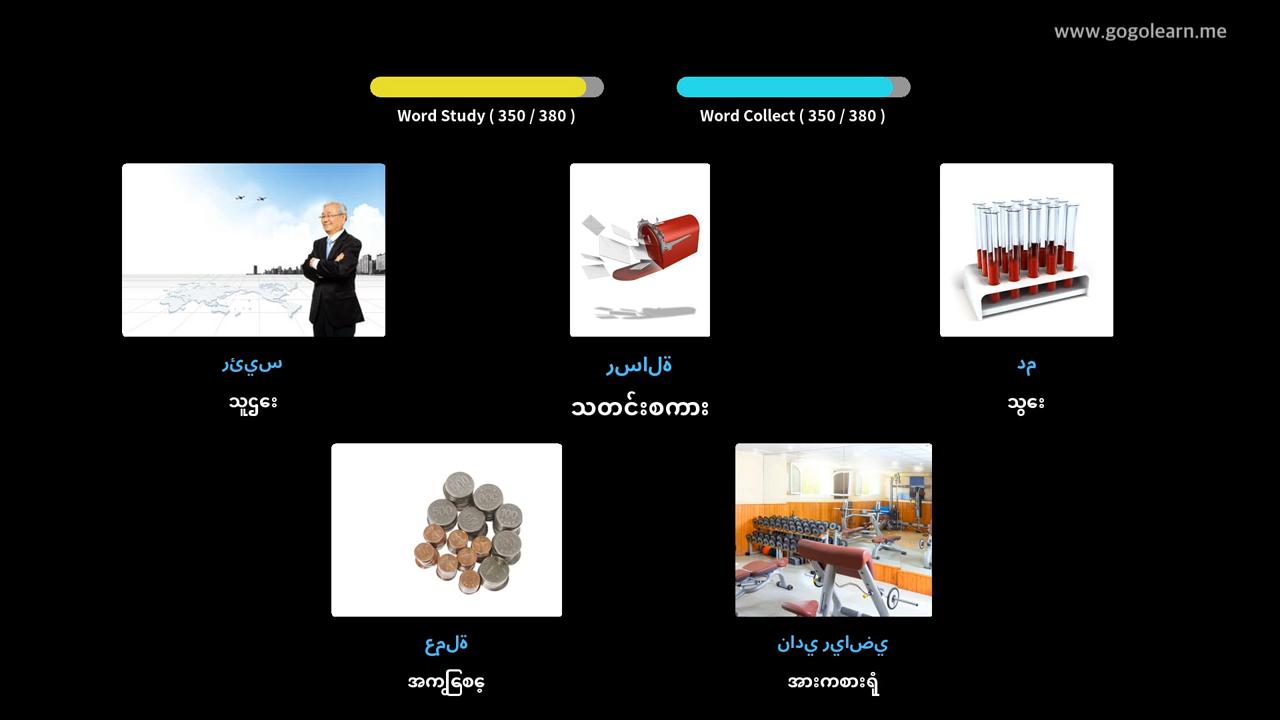 www.gogolearn.me
Word Study ( 350 / 380 )
Word Collect ( 350 / 380 )
رئيس
رسالة
دم
သူဌေး
သတင်းစကား
သွေး
عملة
نادي رياضي
အကြွေစေ့
အားကစားရုံ